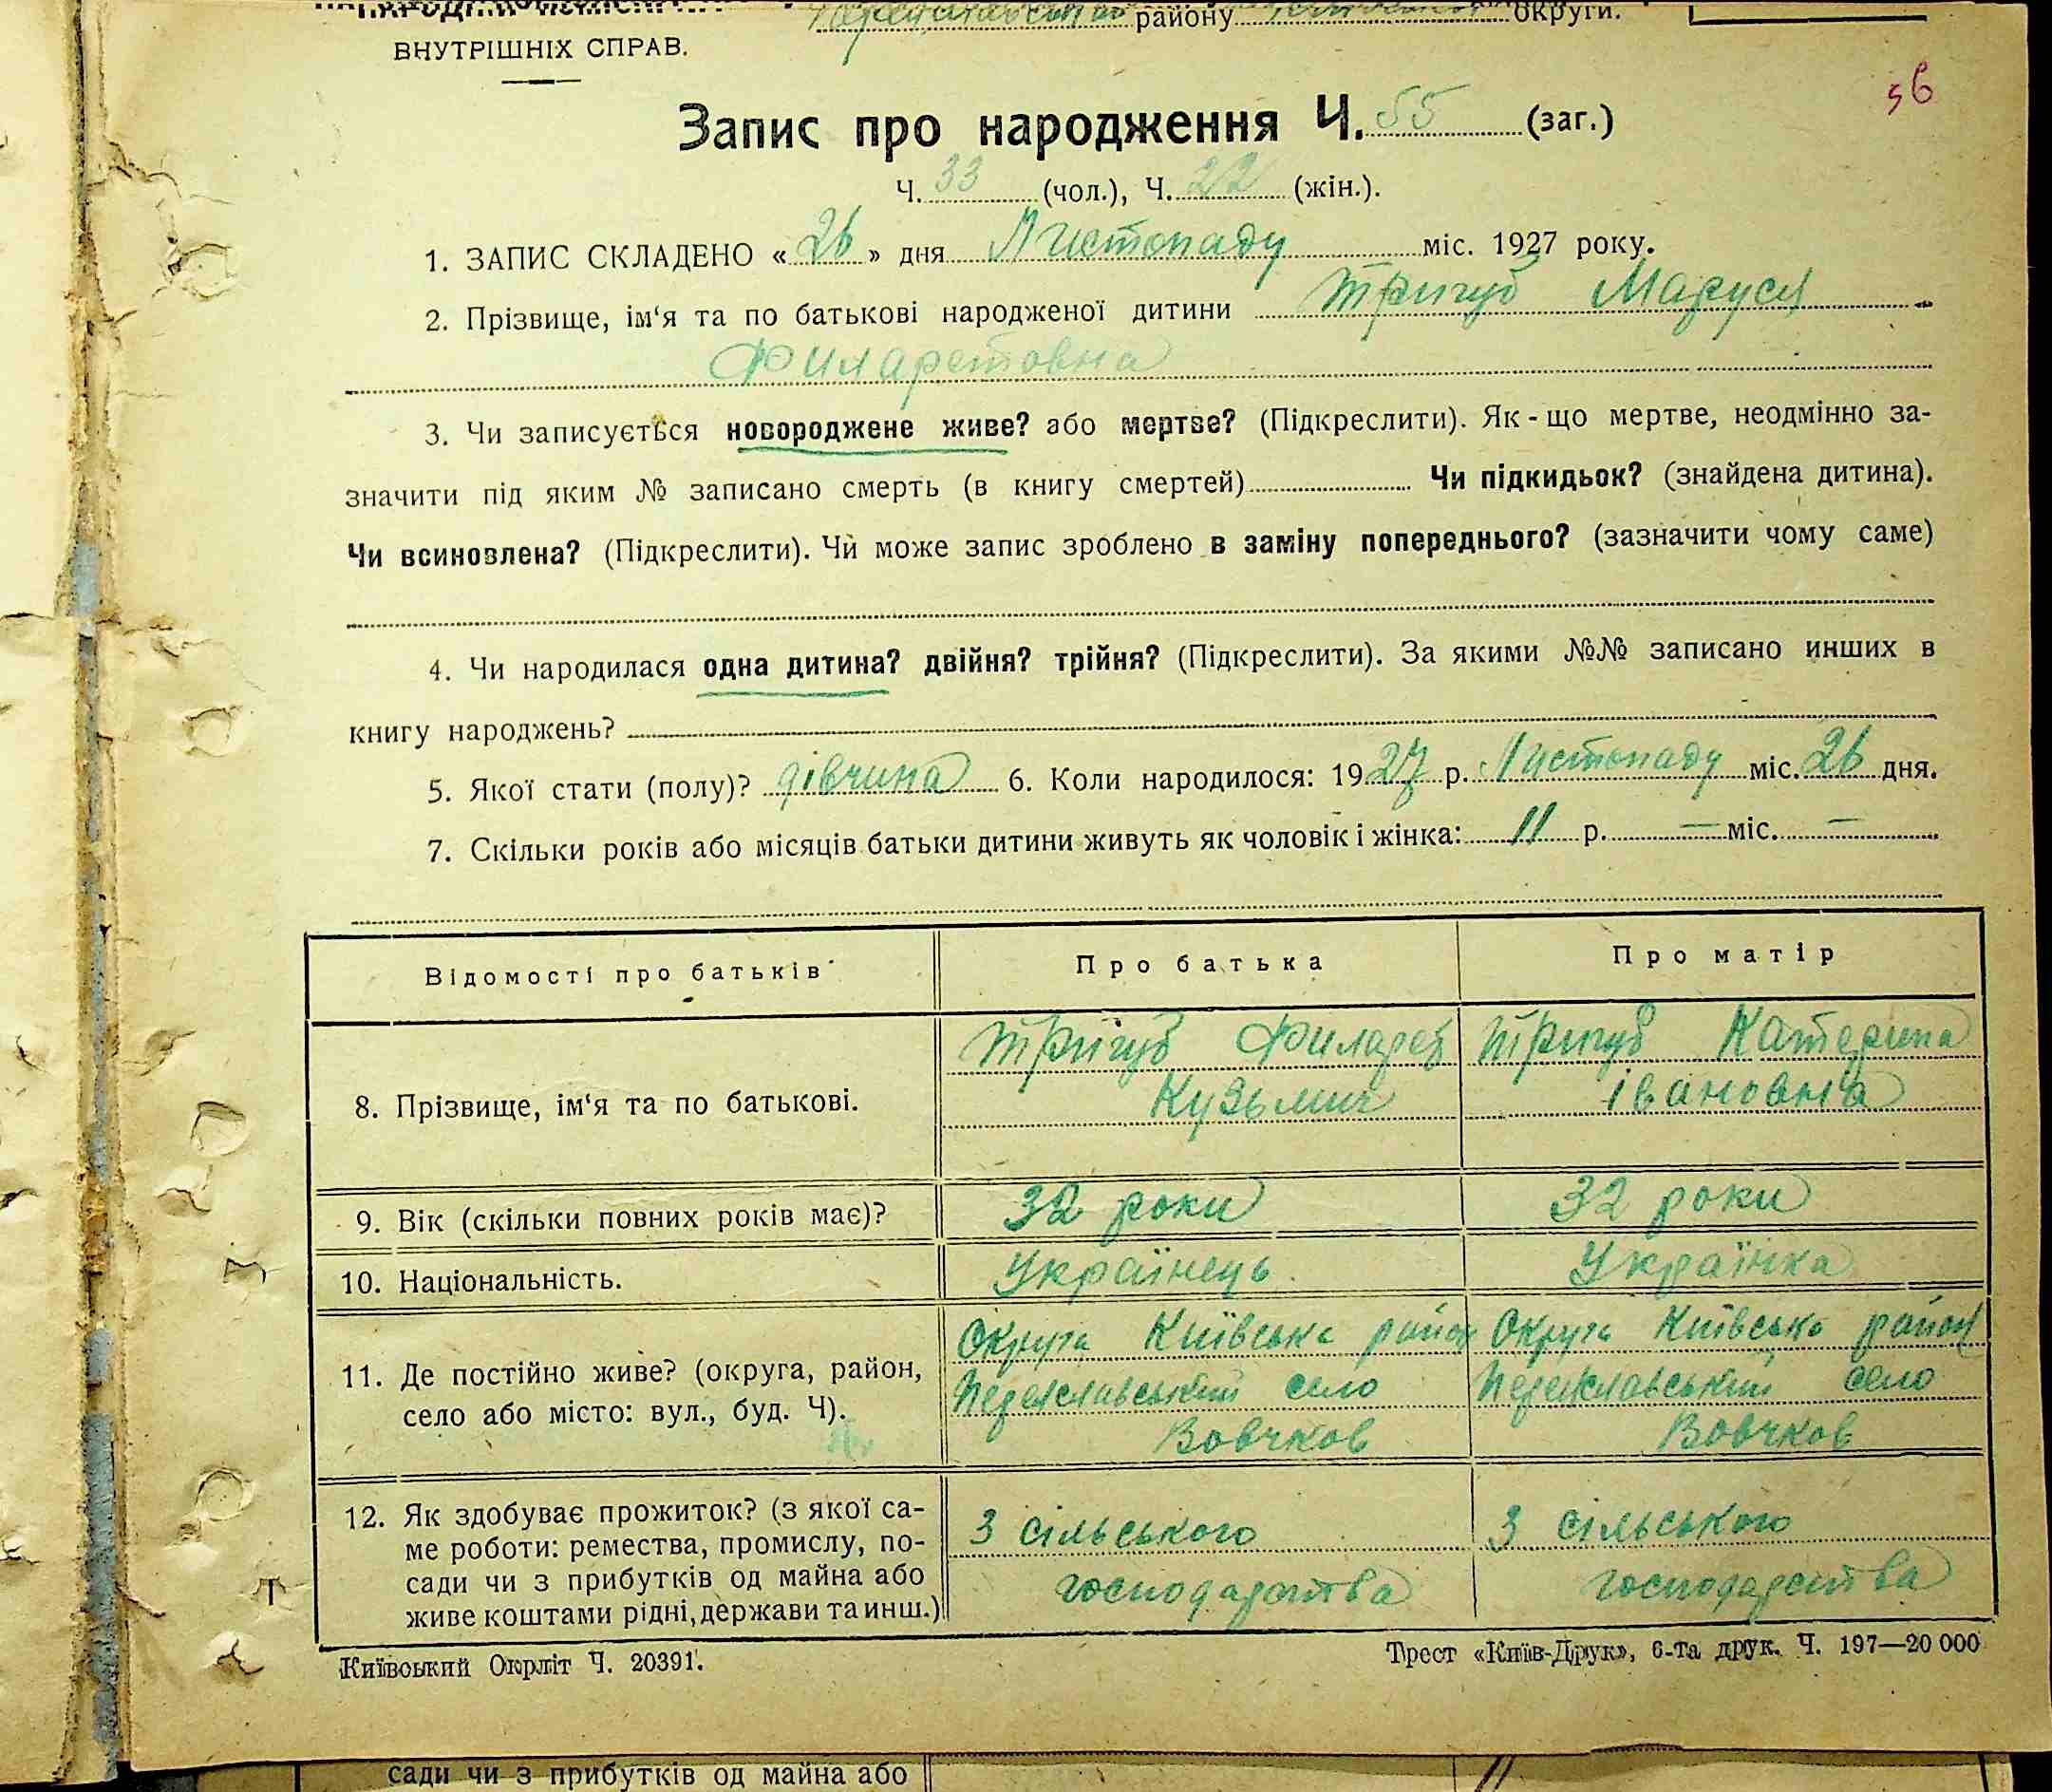 району округи.
ВНУТРІШНІХ СПРАВ.
56
Запис про народження Ч. 55 (заг.)
Ч. 33 (чол.), Ч. 22 (жін.).
1. ЗАПИС СКЛАДЕНО « 26 » дня Листопаду міс. 1927 року.
2. Прізвище, ім‘я та по батькові народженої дитини Тригуб Маруся
Филаретовна
3. Чи записується новороджене живе? або мертве? (Підкреслити). Як-що мертве, неодмінно за-
значити під яким № записано смерть (в книгу смертей) Чи підкидьок? (знайдена дитина).
Чи всиновлена? (Підкреслити). Чи може запис зроблено в заміну попереднього? (зазначити чому саме)
4. Чи народилася одна дитина? двійня? трійня? (Підкреслити). За якими №№ записано инших в
книгу народжень?
5. Якої стати (полу)? дівчина 6. Коли народилося: 1927 р. Листопаду міс. 26 дня.
7. Скільки років або місяців батьки дитини живуть як чоловік і жінка: 11 р. — міс. —
Відомості про батьків Про батька Про матір
8. Прізвище, ім‘я та по батькові.
Тригуб Филарет
Кузьмич
Тригуб Катерина
Івановна
9. Вік (скільки повних років має)? 32 роки 32 роки
10. Національність. Українець Українка
11. Де постійно живе? (округа, район,
село або місто: вул., буд. Ч).
Округа Київська район
Переяславський село
Вовчков
Округа Київська район
Переяславський село
Вовчков
12. Як здобуває прожиток? (з якої са-
ме роботи: ремества, промислу, по-
сади чи з прибутків од майна або
живе коштами рідні, держави та инш.)
З сільського
господарства
З сільського
господарства
Київський Окрліт Ч. 20391. Трест «Київ-Друк», 6-та друк. Ч. 197—20 000
сади чи з прибутків од майна або